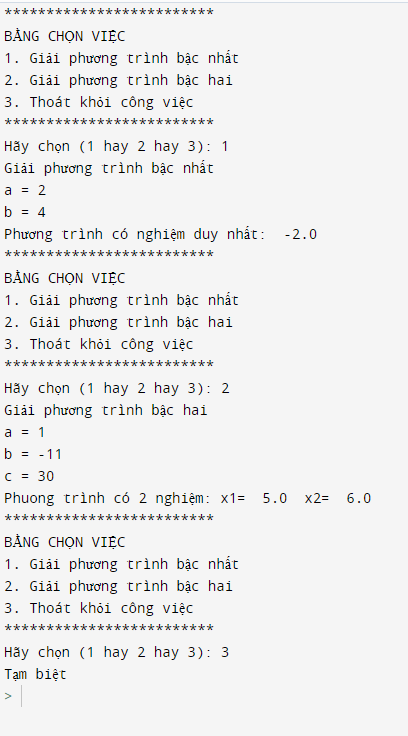 *************************
BẢNG CHỌN VIỆC
1. Giải phương trình bậc nhất
2. Giải phương trình bậc hai
3. Thoát khỏi công việc
*************************
Hãy chọn (1 hay 2 hay 3): 1
Giải phương trình bậc nhất
a = 2
b = 4
Phương trình có nghiệm duy nhất:  -2.0
*************************
BẢNG CHỌN VIỆC
1. Giải phương trình bậc nhất
2. Giải phương trình bậc hai
3. Thoát khỏi công việc
*************************
Hãy chọn (1 hay 2 hay 3): 2
Giải phương trình bậc hai
a = 1
b = -11
c = 30
Phuong trình có 2 nghiệm: x1=  5.0  x2=  6.0
*************************
BẢNG CHỌN VIỆC
1. Giải phương trình bậc nhất
2. Giải phương trình bậc hai
3. Thoát khỏi công việc
*************************
Hãy chọn (1 hay 2 hay 3): 3
Tạm biệt
>